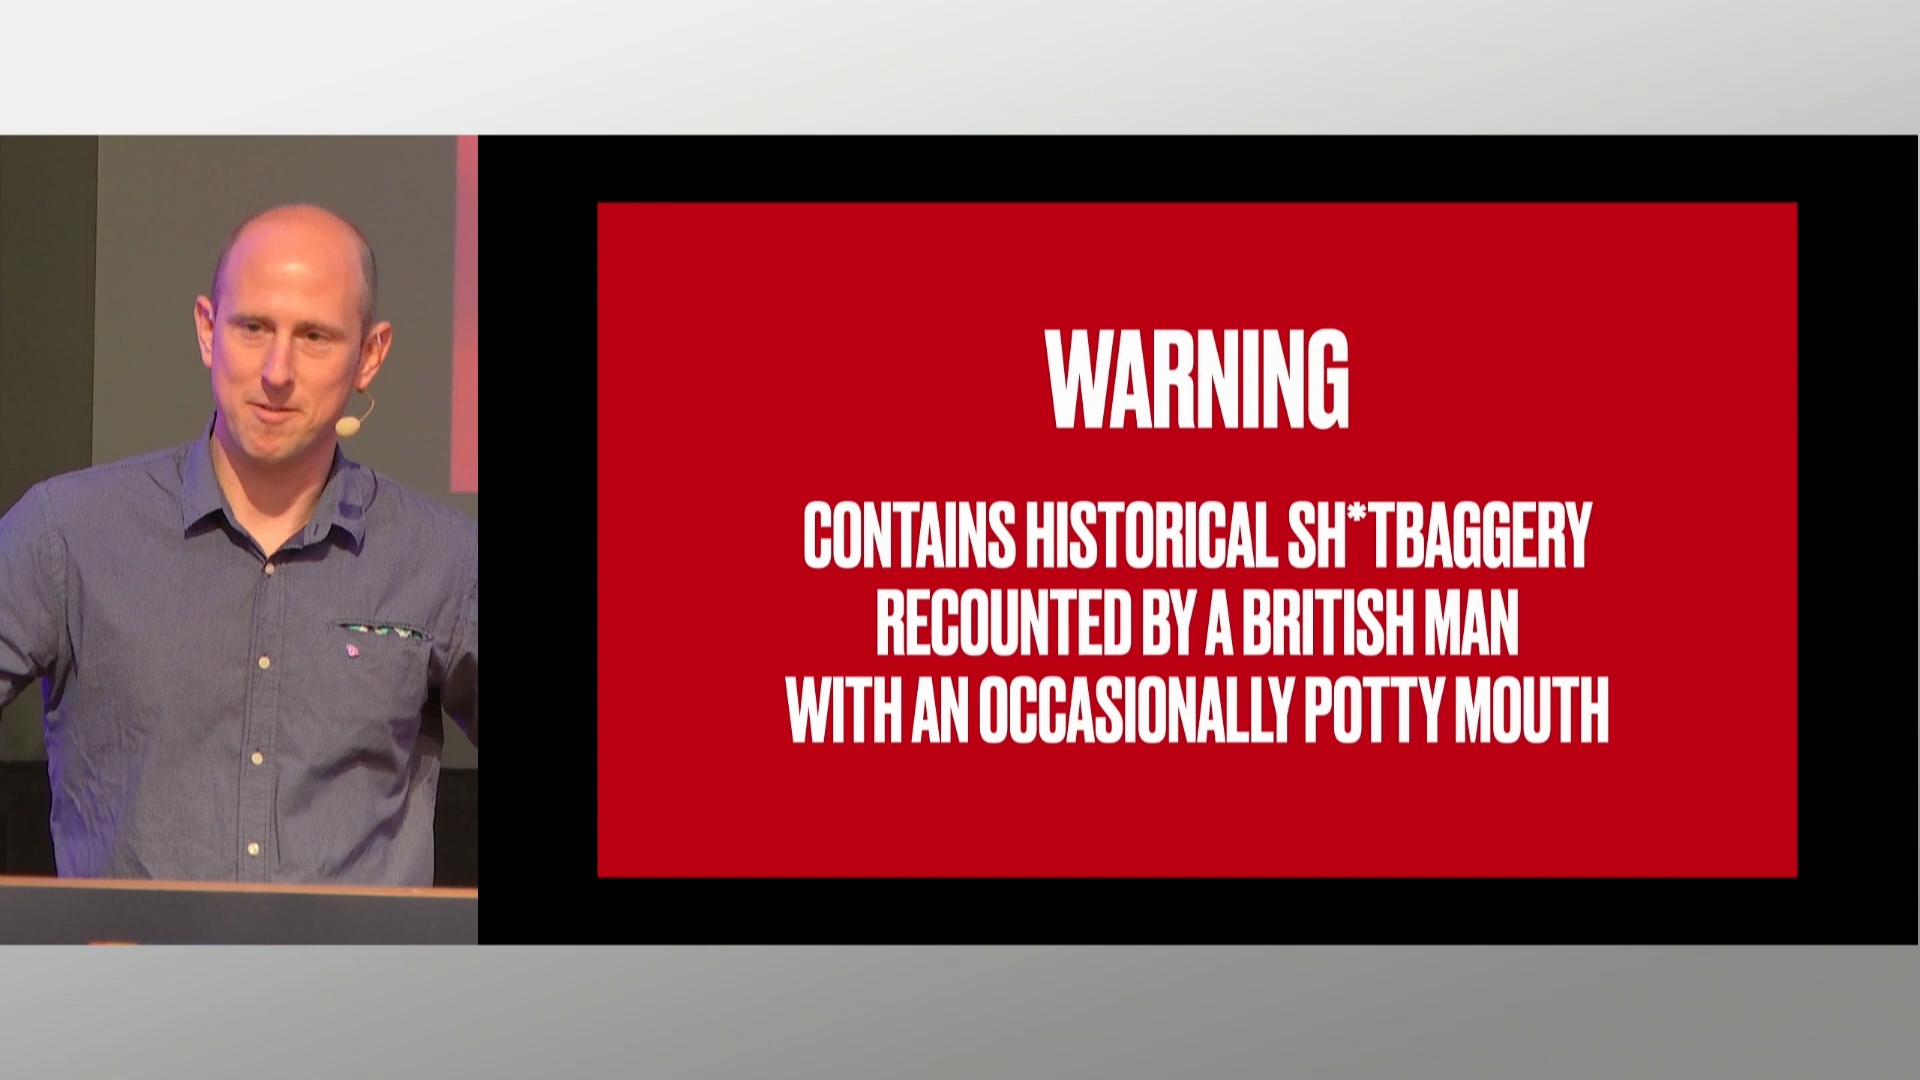 WARNING
CONTAINS HISTORICAL SH*TBAGGERY
RECOUNTED BY A BRITISH MAN
WITH AN OCCASIONALLY POTTY MOUTH